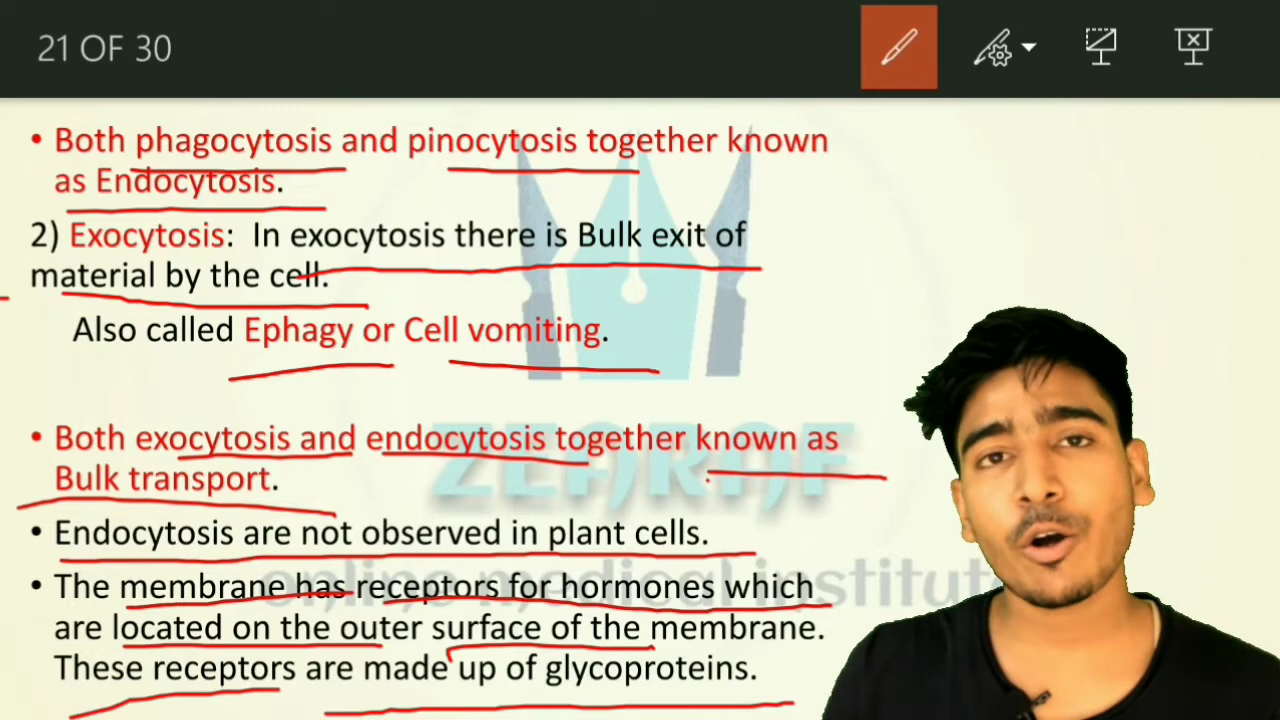 21 OF 30
• Both phagocytosis and pinocytosis together known
as Endocytosis.
2) Exocytosis: In exocytosis there is Bulk exit of
material by the cell.
Also called Ephagy or Cell vomiting.
• Both exocytosis and endocytosis together known as
Bulk transport.
• Endocytosis are not observed in plant cells.
• The membrane has receptors for hormones which
are located on the outer surface of the membrane.
These receptors are made up of glycoproteins.
online medical institut